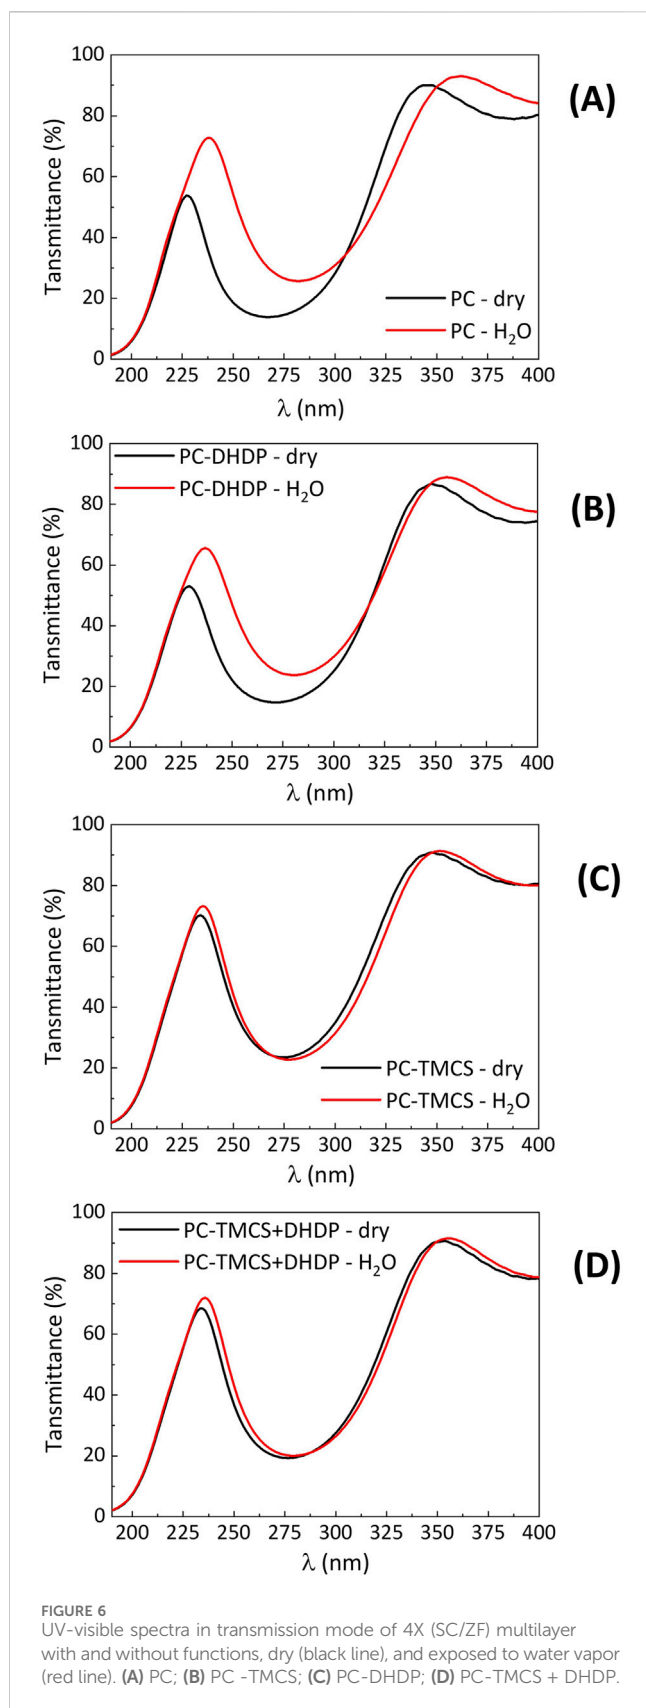 100
80
60
40
20
0
Tansmittance (%)
(A)
PC - dry
PC - H₂O
200 225 250 275 300 325 350 375 400
λ (nm)
100
80
60
40
20
0
Tansmittance (%)
PC-DHDP - dry
PC-DHDP - H₂O
(B)
200 225 250 275 300 325 350 375 400
λ (nm)
100
80
60
40
20
0
Tansmittance (%)
(C)
PC-TMCS - dry
PC-TMCS - H₂O
200 225 250 275 300 325 350 375 400
λ (nm)
100
80
60
40
20
0
Tansmittance (%)
PC-TMCS+DHDP - dry
PC-TMCS+DHDP - H₂O
(D)
200 225 250 275 300 325 350 375 400
λ (nm)
FIGURE 6
UV-visible spectra in transmission mode of 4X (SC/ZF) multilayer
with and without functions, dry (black line), and exposed to water vapor
(red line). (A) PC; (B) PC -TMCS; (C) PC-DHDP; (D) PC-TMCS + DHDP.